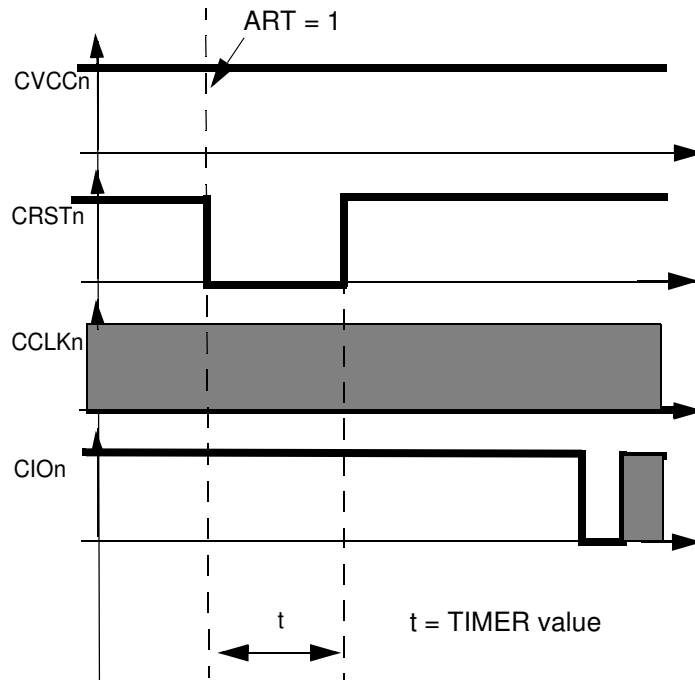 ART = 1
CVCCn
CRSTn
CCLKn
CIOn
t
t = TIMER value